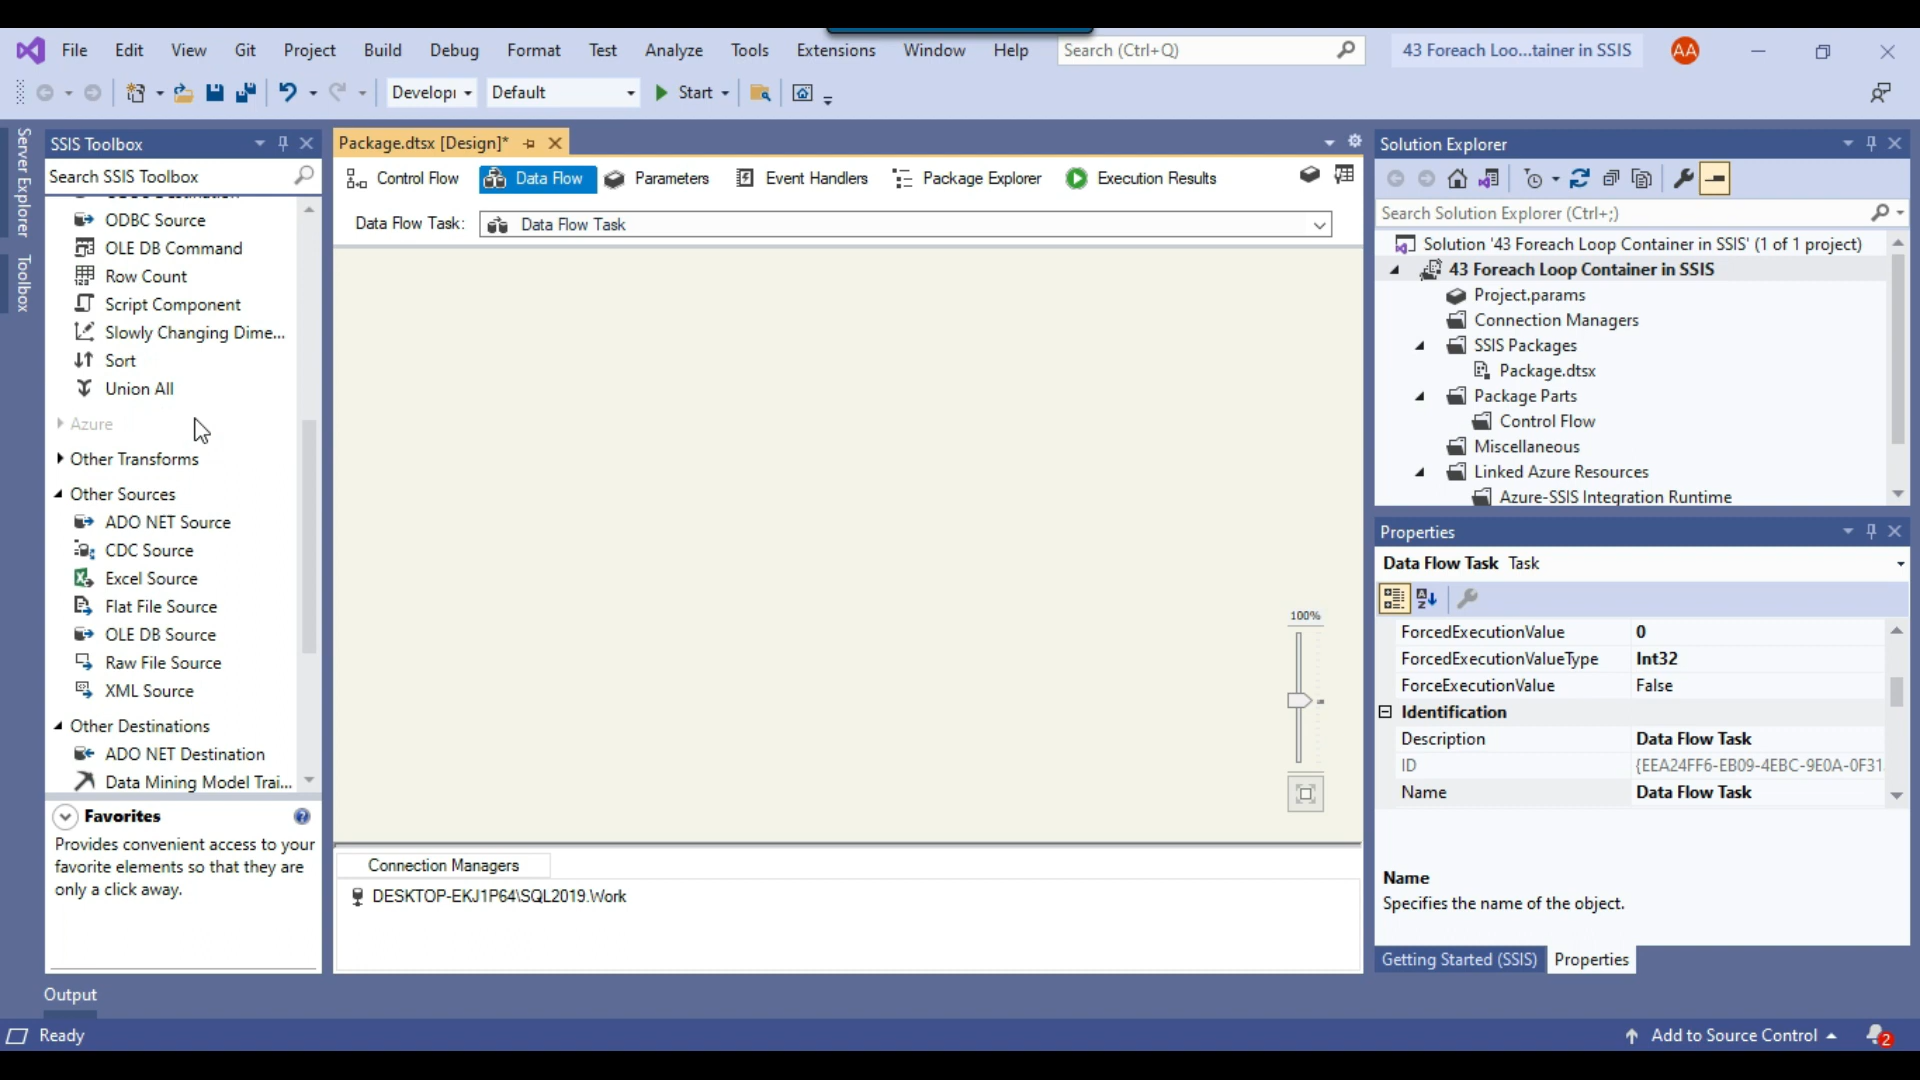 File Edit View Git Project Build Debug Format Test Analyze Tools Extensions Window Help Search (Ctrl+Q) 43 Foreach Loo...tainer in SSIS AA
Develop Default Start
Server Explorer
Toolbox
SSIS Toolbox
Search SSIS Toolbox
ODBC Source
OLE DB Command
Row Count
Script Component
Slowly Changing Dime...
Sort
Union All
Azure
Other Transforms
Other Sources
ADO NET Source
CDC Source
Excel Source
Flat File Source
OLE DB Source
Raw File Source
XML Source
Other Destinations
ADO NET Destination
Data Mining Model Trai...
Favorites
Provides convenient access to your
favorite elements so that they are
only a click away.
Package.dtsx [Design]*
Control Flow Data Flow Parameters Event Handlers Package Explorer Execution Results
Data Flow Task: Data Flow Task
100%
Connection Managers
DESKTOP-EKJ1P64\SQL2019.Work
Solution Explorer
Search Solution Explorer (Ctrl+;)
Solution '43 Foreach Loop Container in SSIS' (1 of 1 project)
43 Foreach Loop Container in SSIS
Project.params
Connection Managers
SSIS Packages
Package.dtsx
Package Parts
Control Flow
Miscellaneous
Linked Azure Resources
Azure-SSIS Integration Runtime
Properties
Data Flow Task Task
ForcedExecutionValue 0
ForcedExecutionValueType Int32
ForceExecutionValue False
Identification
Description Data Flow Task
ID {EEA24FF6-EB09-4EBC-9E0A-0F31
Name Data Flow Task
Name
Specifies the name of the object.
Getting Started (SSIS) Properties
Output
Ready Add to Source Control 2